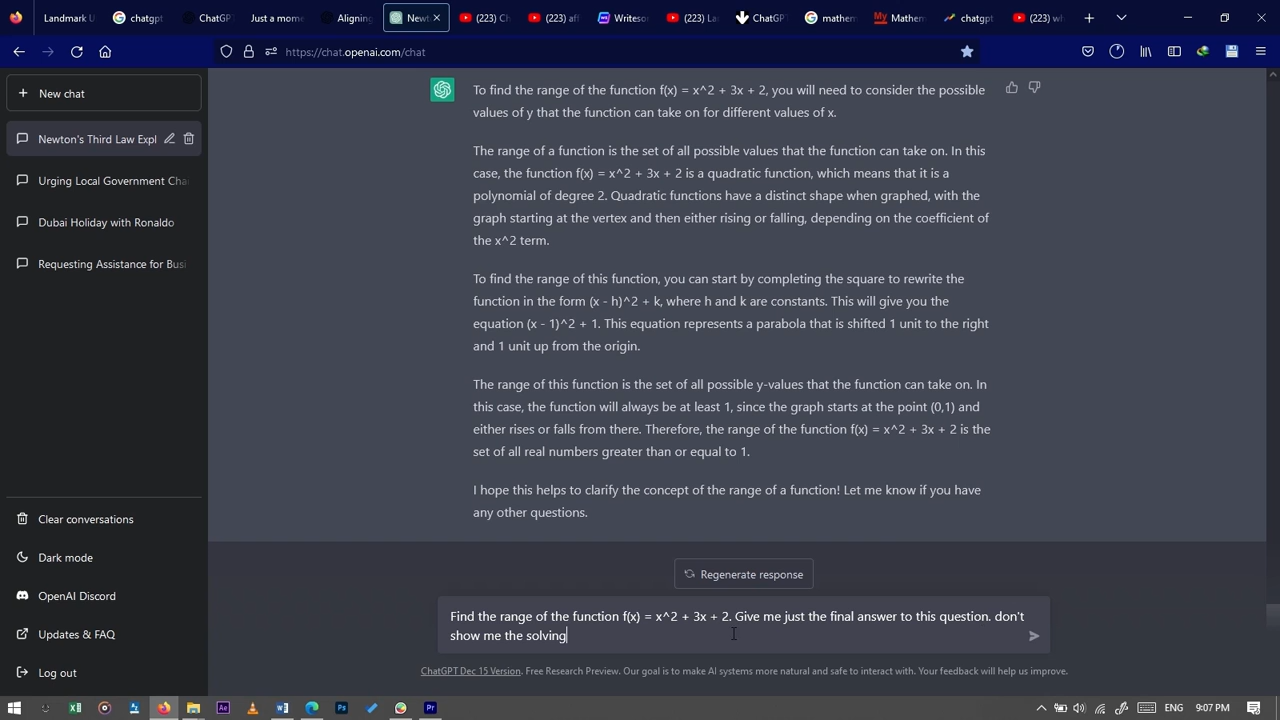 Landmark U
chatgpt
ChatGPT
Just a mome
Aligning
Newto
(223) Ch
(223) aff
Writeson
(223) La
ChatGP
mathem
My Mathem
chatgpt
(223) wh
https://chat.openai.com/chat
New chat
Newton's Third Law Expl
Urging Local Government Cha
Dubai Holiday with Ronaldo
Requesting Assistance for Busi
Clear conversations
Dark mode
OpenAI Discord
Updates & FAQ
Log out
To find the range of the function f(x) = x^2 + 3x + 2, you will need to consider the possible
values of y that the function can take on for different values of x.
The range of a function is the set of all possible values that the function can take on. In this
case, the function f(x) = x^2 + 3x + 2 is a quadratic function, which means that it is a
polynomial of degree 2. Quadratic functions have a distinct shape when graphed, with the
graph starting at the vertex and then either rising or falling, depending on the coefficient of
the x^2 term.
To find the range of this function, you can start by completing the square to rewrite the
function in the form (x - h)^2 + k, where h and k are constants. This will give you the
equation (x - 1)^2 + 1. This equation represents a parabola that is shifted 1 unit to the right
and 1 unit up from the origin.
The range of this function is the set of all possible y-values that the function can take on. In
this case, the function will always be at least 1, since the graph starts at the point (0,1) and
either rises or falls from there. Therefore, the range of the function f(x) = x^2 + 3x + 2 is the
set of all real numbers greater than or equal to 1.
I hope this helps to clarify the concept of the range of a function! Let me know if you have
any other questions.
Regenerate response
Find the range of the function f(x) = x^2 + 3x + 2. Give me just the final answer to this question. don't
show me the solving
ChatGPT Dec 15 Version. Free Research Preview. Our goal is to make AI systems more natural and safe to interact with. Your feedback will help us improve.
ENG
9:07 PM